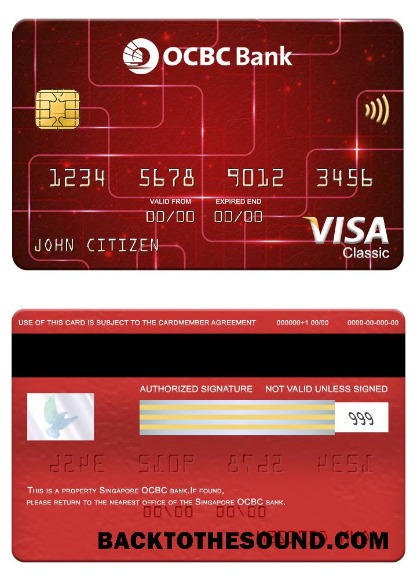 OCBC Bank
1234 5678 9012 3456
VALID FROM EXPIRED END
00/00 00/00
JOHN CITIZEN
VISA
Classic
USE OF THIS CARD IS SUBJECT TO THE CARDMEMBER AGREEMENT 000000+1 00/00 0000-00-000-00
AUTHORIZED SIGNATURE NOT VALID UNLESS SIGNED
999
THIS IS A PROPERTY SINGAPORE OCBC BANK.IF FOUND,
PLEASE RETURN TO THE NEAREST OFFICE OF THE SINGAPORE OCBC BANK.
BACKTOTHESOUND.COM